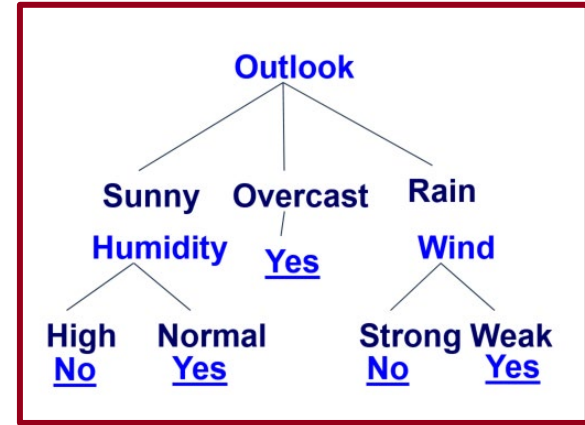 Outlook
Sunny Overcast Rain
Humidity Yes Wind
High Normal Strong Weak
No Yes No Yes